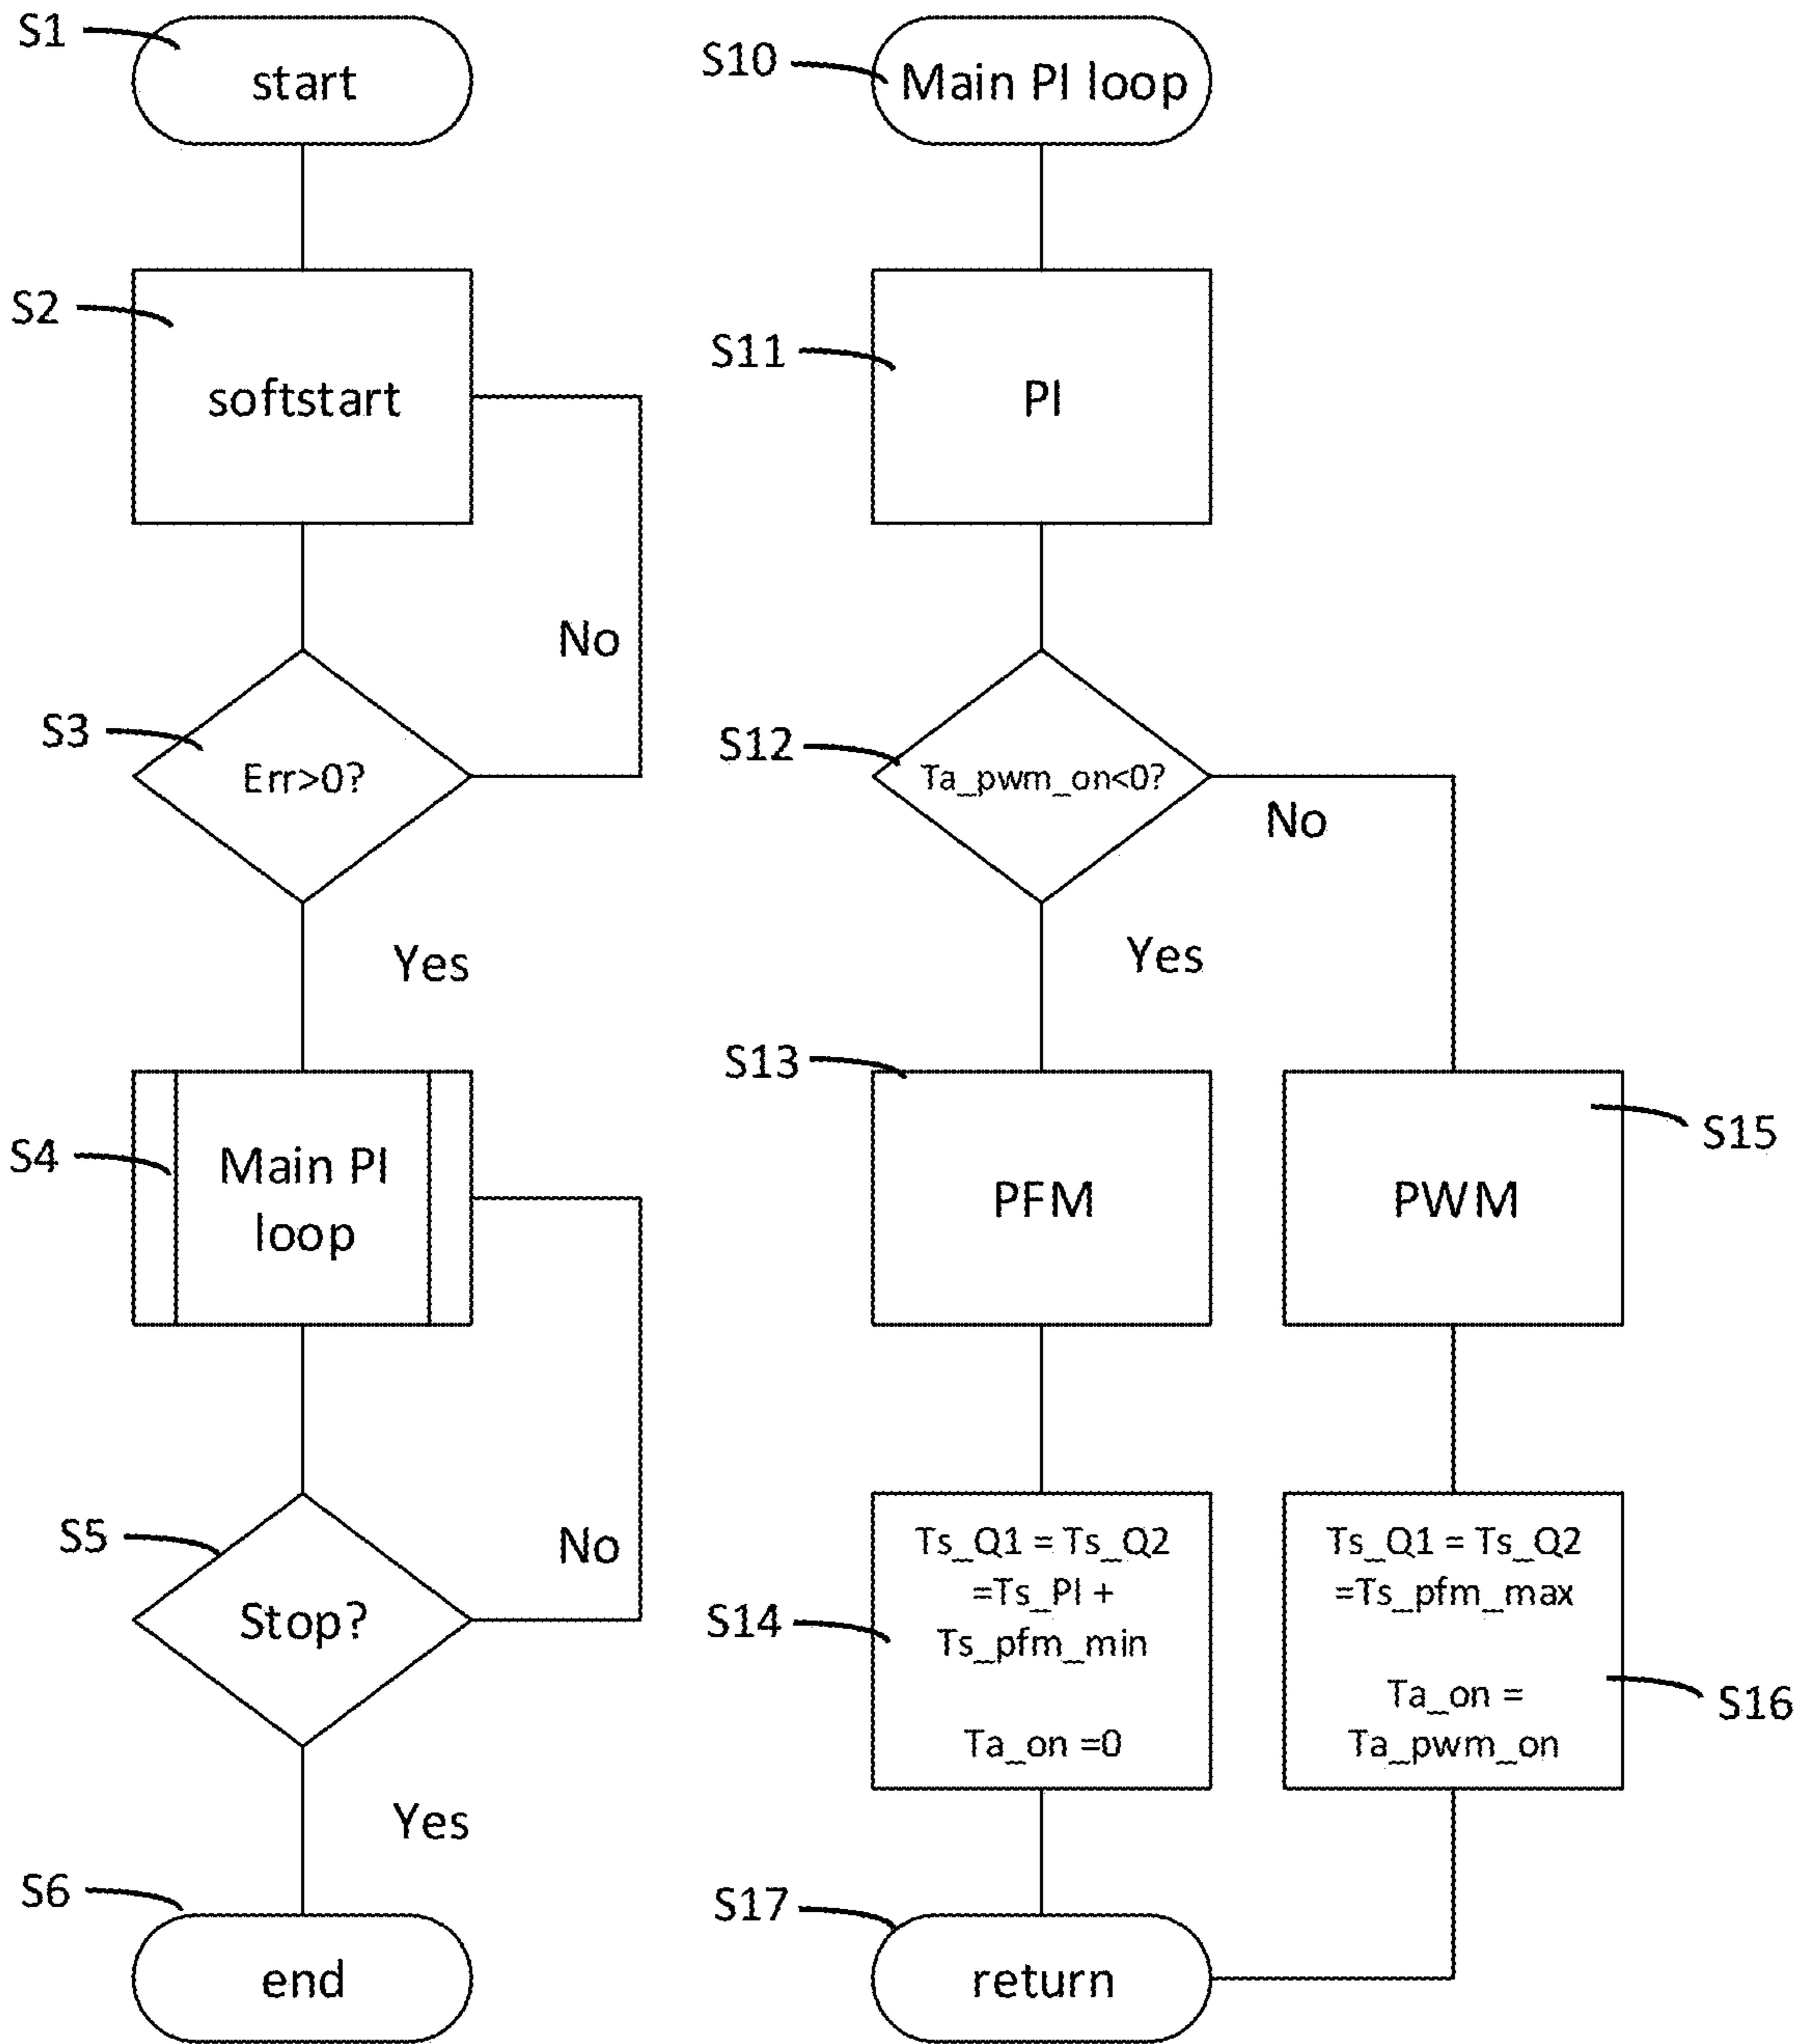 S1
start
S2
softstart
No
S3
Err>0?
Yes
S4
Main PI
loop
S5
No
Stop?
Yes
S6
end
S10
Main PI loop
S11
PI
S12
Ta_pwm_on<0?
No
Yes
S13
PFM
S15
PWM
S14
Ts_Q1 = Ts_Q2
=Ts_PI +
Ts_pfm_min
Ta_on =0
Ts_Q1 = Ts_Q2
=Ts_pfm_max
Ta_on =
Ta_pwm_on
S16
S17
return